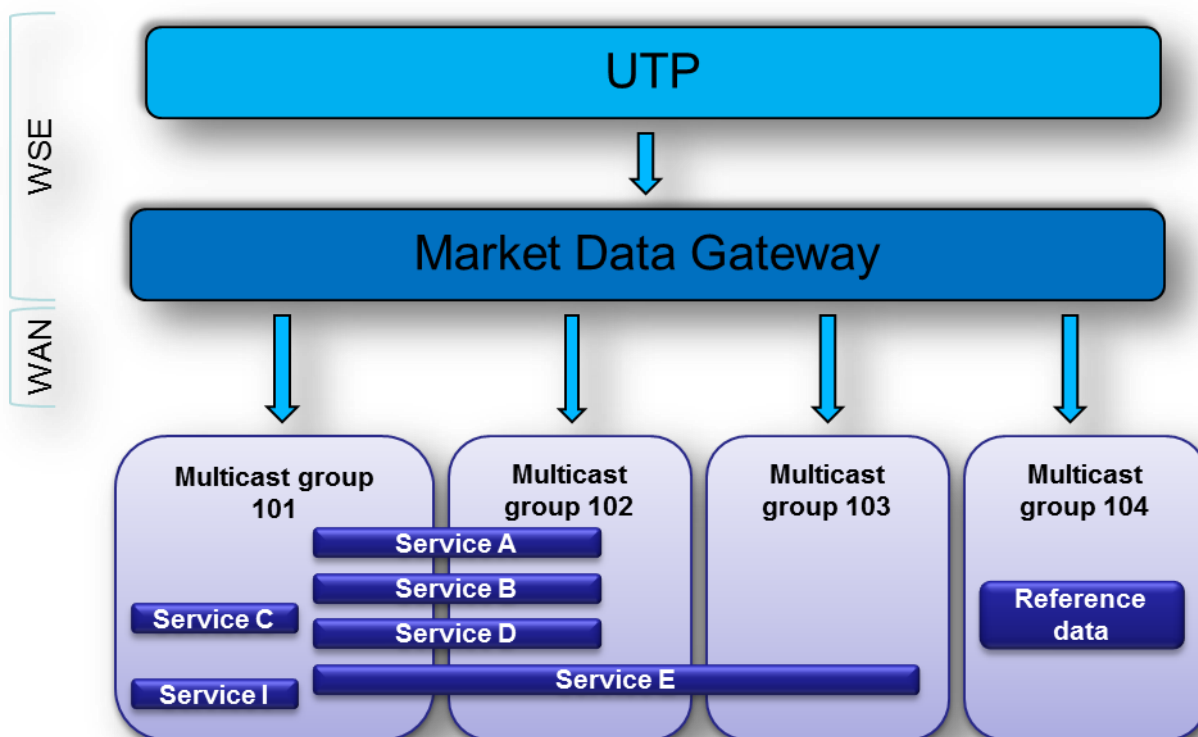 WSE
UTP
Market Data Gateway
WAN
Multicast group
101
Multicast
group 102
Multicast
group 103
Multicast
group 104
Service A
Service B
Service C
Service D
Service E
Service I
Reference
data